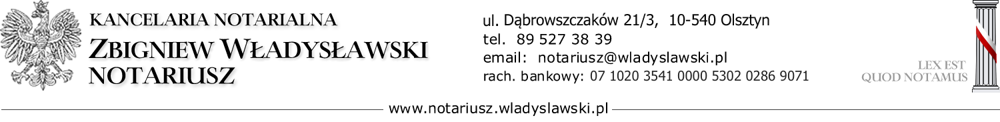 KANCELARIA NOTARIALNA
ZBIGNIEW WŁADYSŁAWSKI
NOTARIUSZ
ul. Dąbrowszczaków 21/3, 10-540 Olsztyn
tel. 89 527 38 39
email: notariusz@wladyslawski.pl
rach. bankowy: 07 1020 3541 0000 5302 0286 9071
LEX EST
QUOD NOTAMUS
www.notariusz.wladyslawski.pl